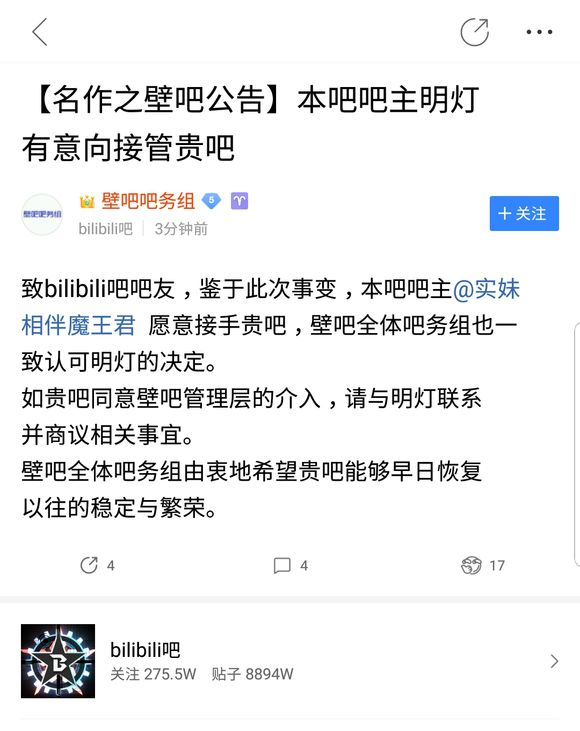 【名作之壁吧公告】本吧吧主明灯
有意向接管贵吧
壁吧吧务组
壁吧吧务组 5
bilibili吧 3分钟前
+ 关注
致bilibili吧吧友，鉴于此次事变，本吧吧主@实妹
相伴魔王君 愿意接手贵吧，壁吧全体吧务组也一
致认可明灯的决定。
如贵吧同意壁吧管理层的介入，请与明灯联系
并商议相关事宜。
壁吧全体吧务组由衷地希望贵吧能够早日恢复
以往的稳定与繁荣。
4 4 17
B
bilibili吧
关注 275.5W 贴子 8894W